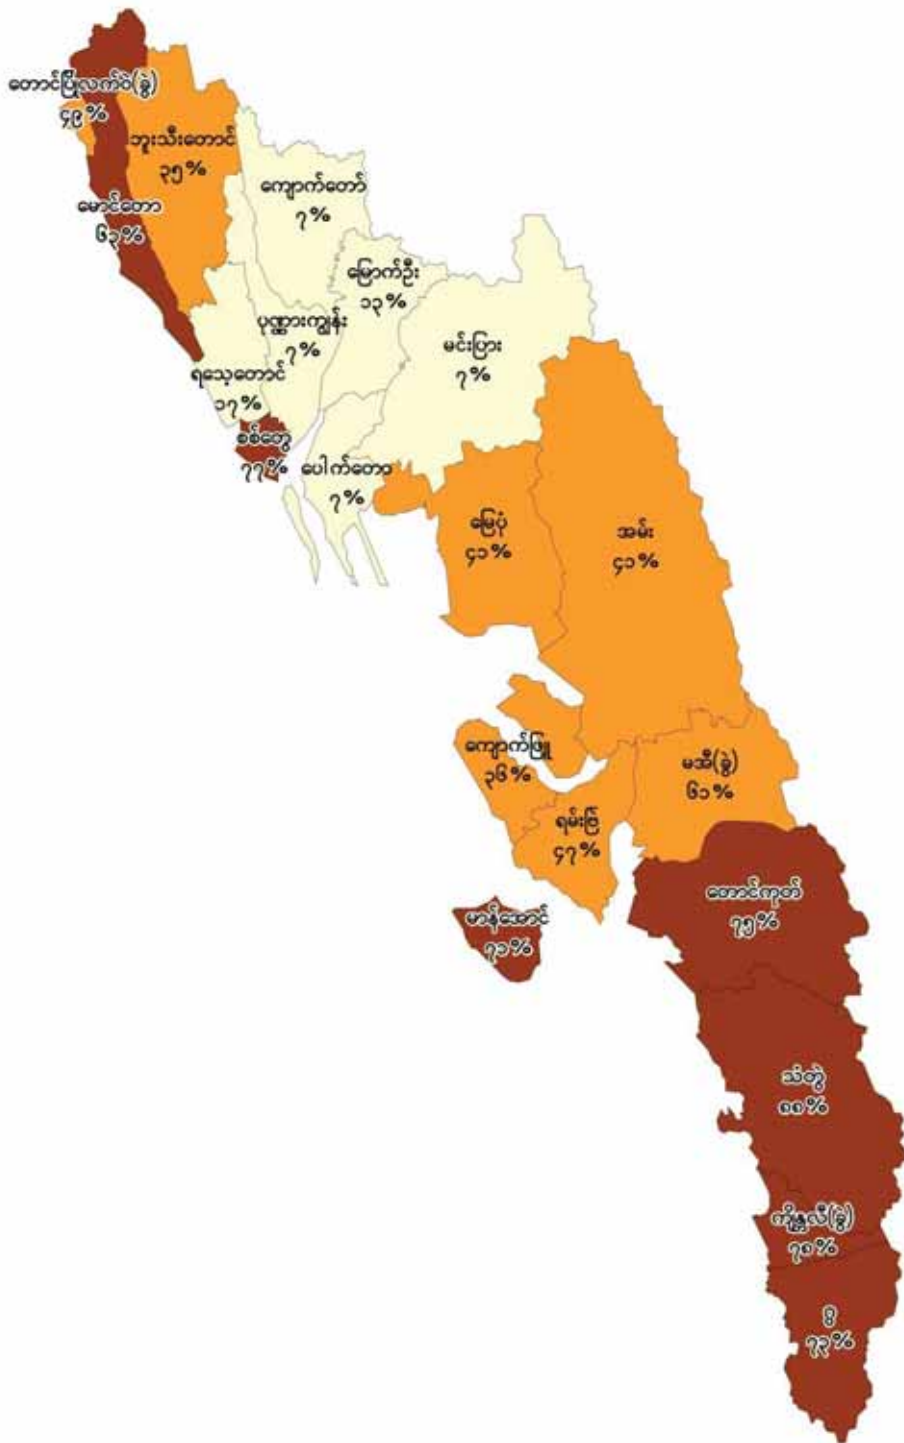 တောင်ပြိုလက်ဝဲ(ခွဲ)
၄၉%
ဘူးသီးတောင်
၃၅%
မောင်တော
၆၃%
ကျောက်တော်
၇%
မြောက်ဦး
၁၃%
ပုဏ္ဏားကျွန်း
၇%
မင်းပြား
၇%
ရသေ့တောင်
၁၇%
စစ်တွေ
၇၇%
ပေါက်တော
၇%
မြေပုံ
၄၁%
အမ်း
၄၁%
ကျောက်ဖြူ
၃၆%
မအီ(ခွဲ)
၆၁%
ရမ်းဗြဲ
၄၇%
တောင်ကုတ်
၇၅%
မာန်အောင်
၇၁%
သံတွဲ
၈၈%
ကျိန္တလီ(ခွဲ)
၇၈%
ဂွ
၇၃%